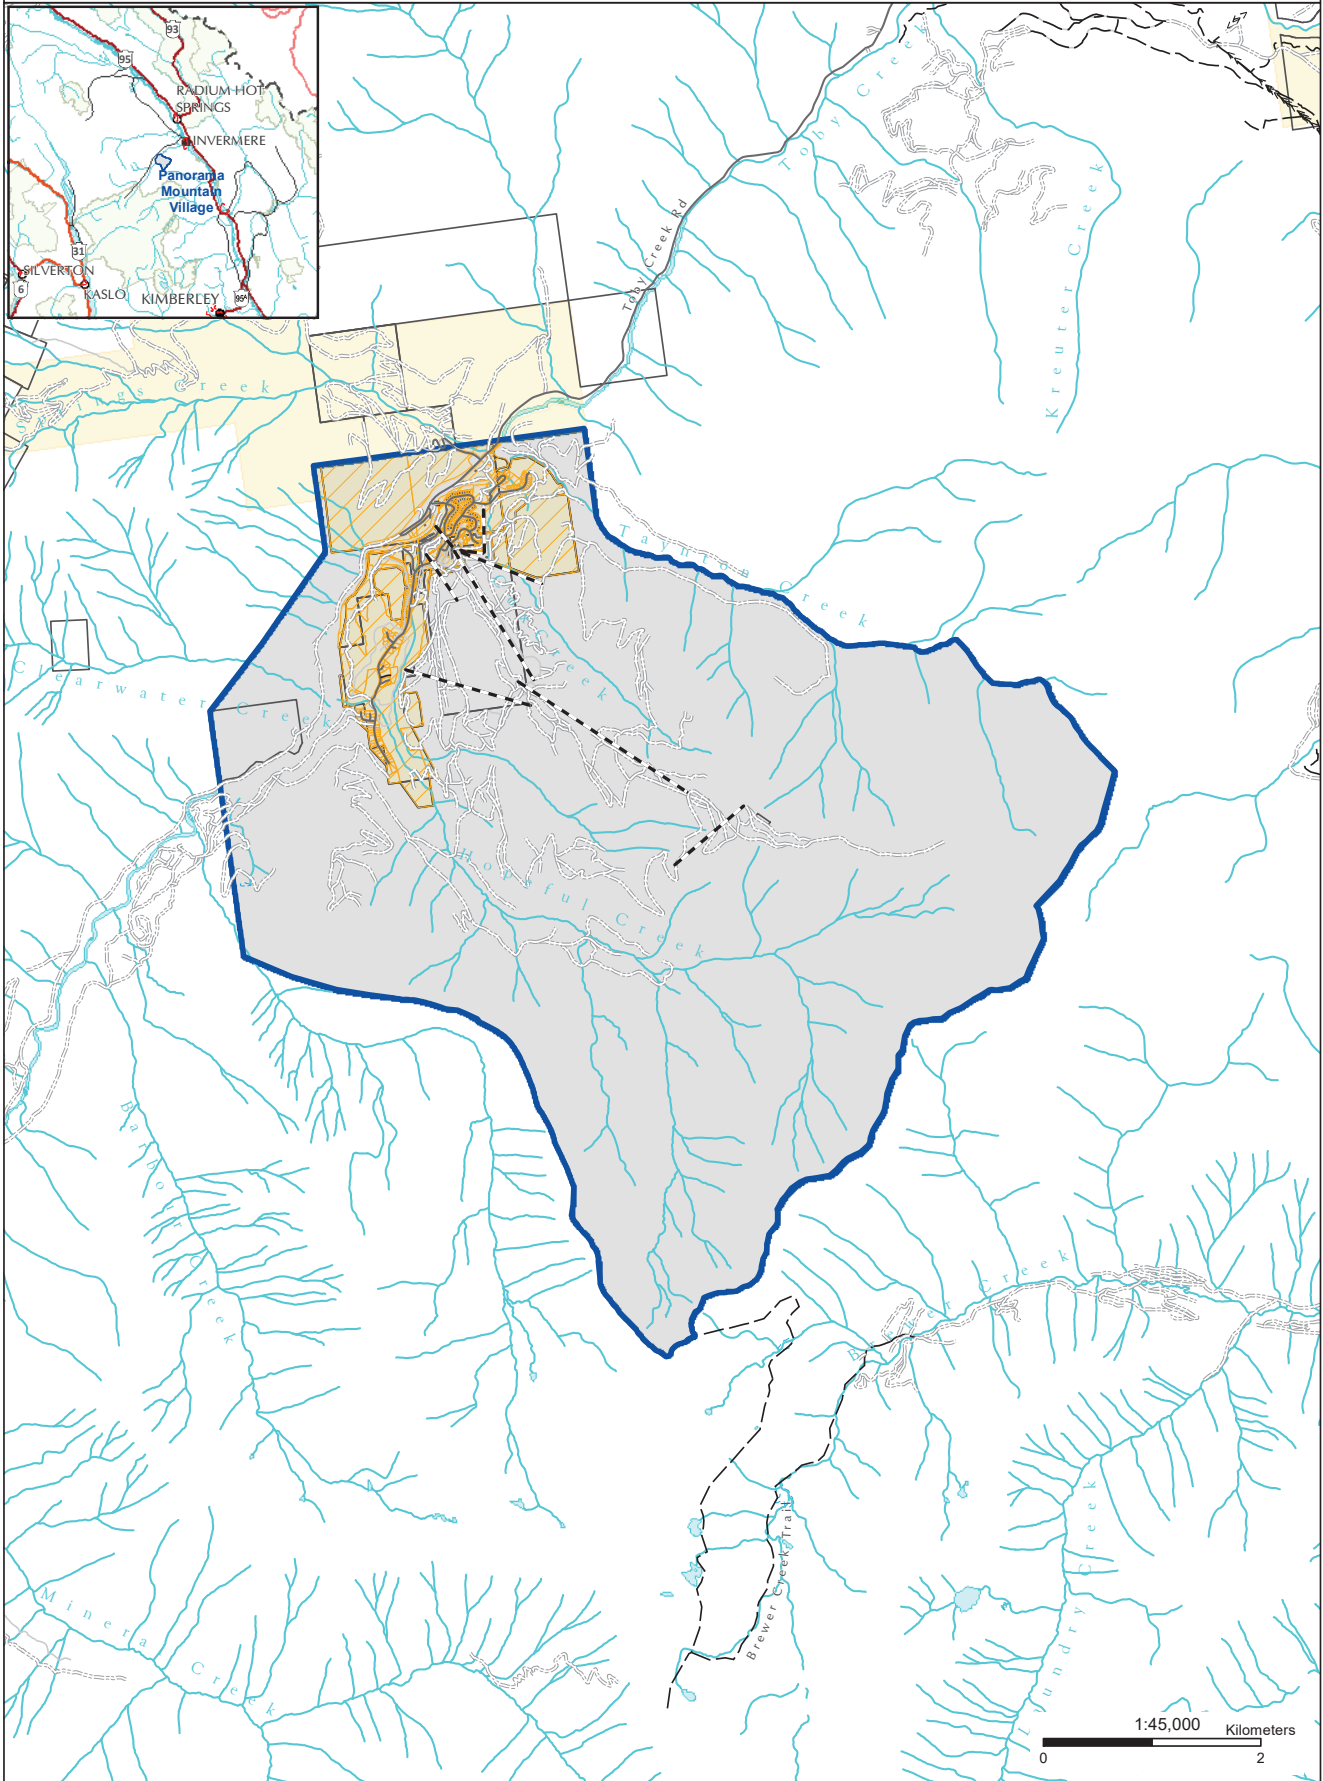 93
95
RADIUM HOT
SPRINGS
INVERMERE
Panorama
Mountain
Village
31
SILVERTON
6
KASLO
KIMBERLEY
95A
Toby Creek
Toby Creek Rd
Kreuter Creek
Springs Creek
Taynton Creek
Creek
Clearwater Creek
Hopeful Creek
Barbour Creek
Brewer Creek
Brewer Creek Trail
Mineral Creek
Laundry Creek
1:45,000
Kilometers
0
2